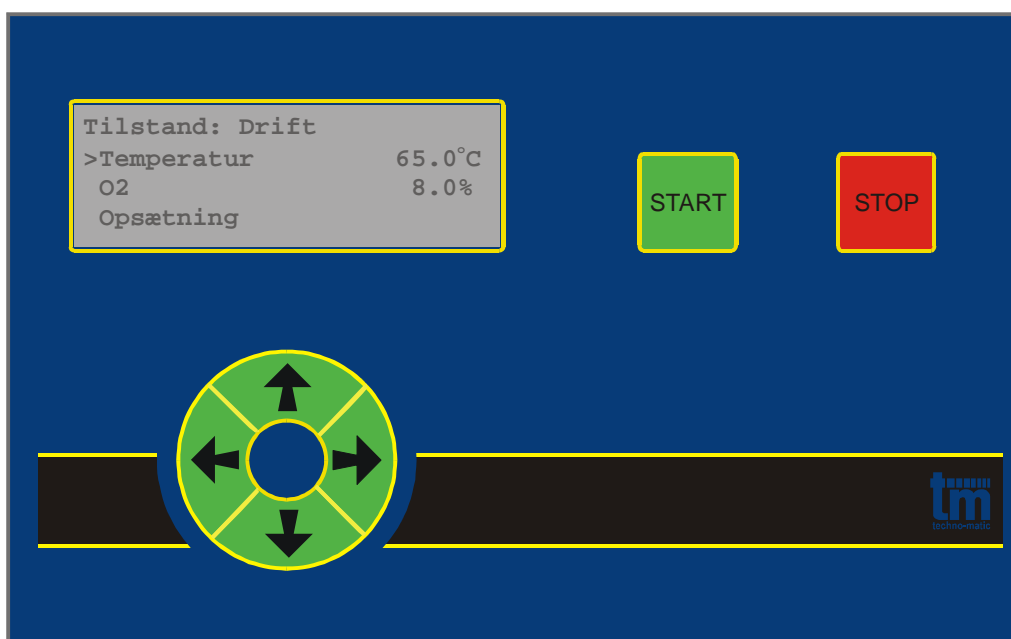 Tilstand: Drift
>Temperatur 65.0°C
O2 8.0%
Opsætning
START
STOP
tm
techno-matic